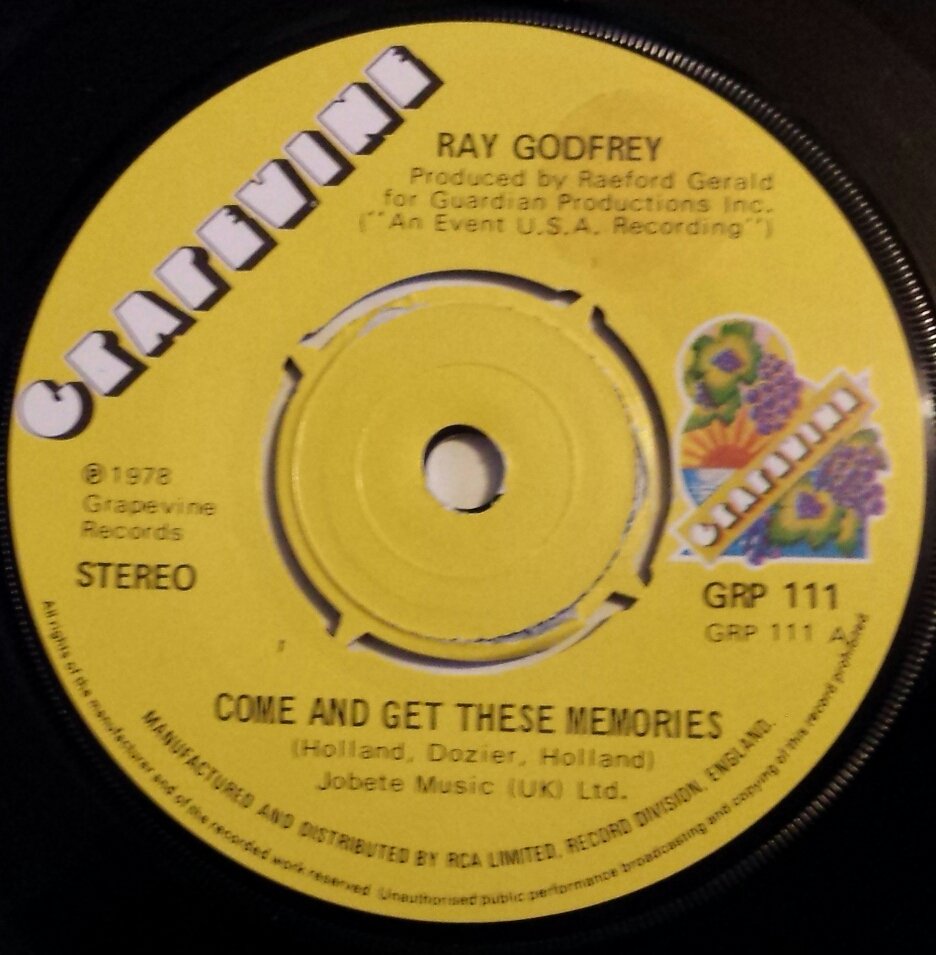 GRAPEVINE
RAY GODFREY
Produced by Raeford Gerald
for Guardian Productions Inc.
(''An Event U.S.A. Recording'')
℗ 1978
Grapevine
Records
STEREO
GRAPEVINE
GRP 111
GRP 111 A
COME AND GET THESE MEMORIES
(Holland, Dozier, Holland)
Jobete Music (UK) Ltd.
MANUFACTURED AND DISTRIBUTED BY RCA LIMITED, RECORD DIVISION, ENGLAND.
All rights of the manufacturer and of the recorded work reserved. Unauthorised public performance broadcasting and copying of this record prohibited